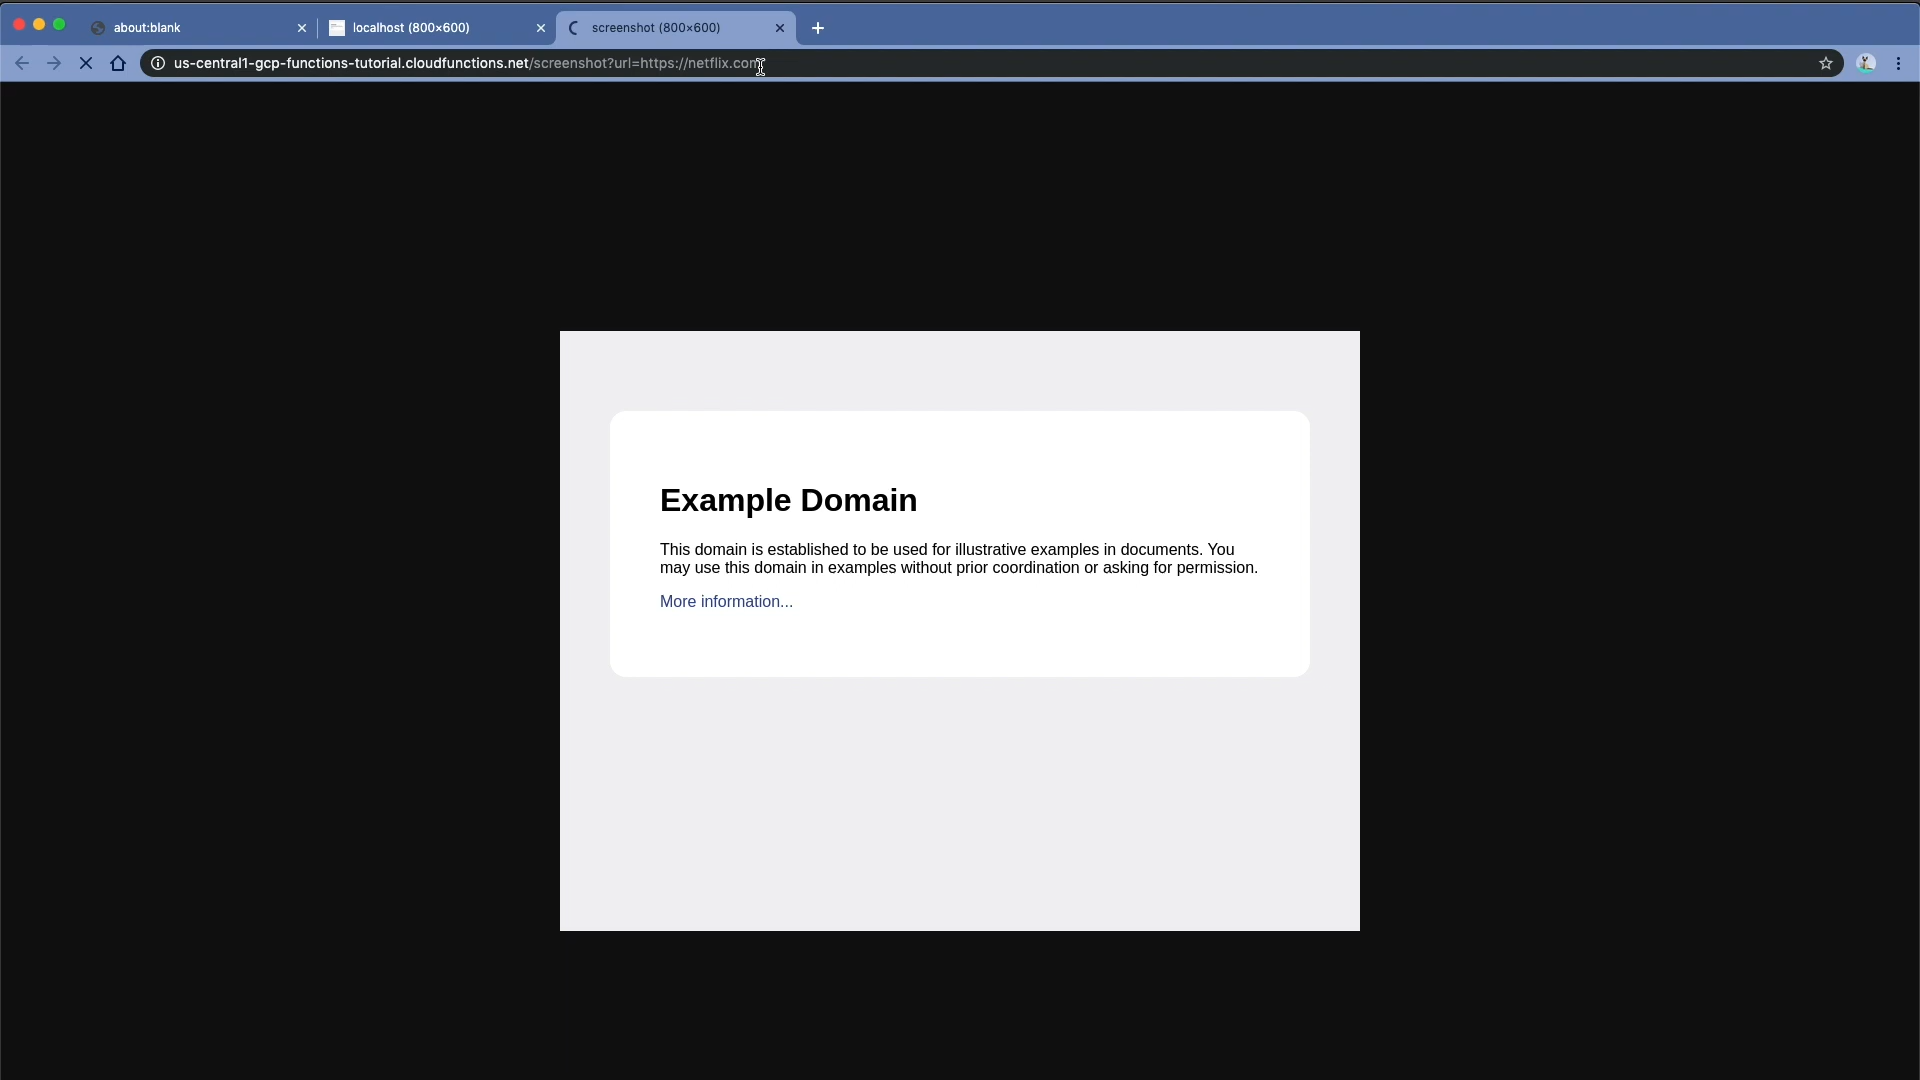 about:blank
localhost (800×600)
screenshot (800×600)
us-central1-gcp-functions-tutorial.cloudfunctions.net/screenshot?url=https://netflix.com
Example Domain
This domain is established to be used for illustrative examples in documents. You
may use this domain in examples without prior coordination or asking for permission.
More information...